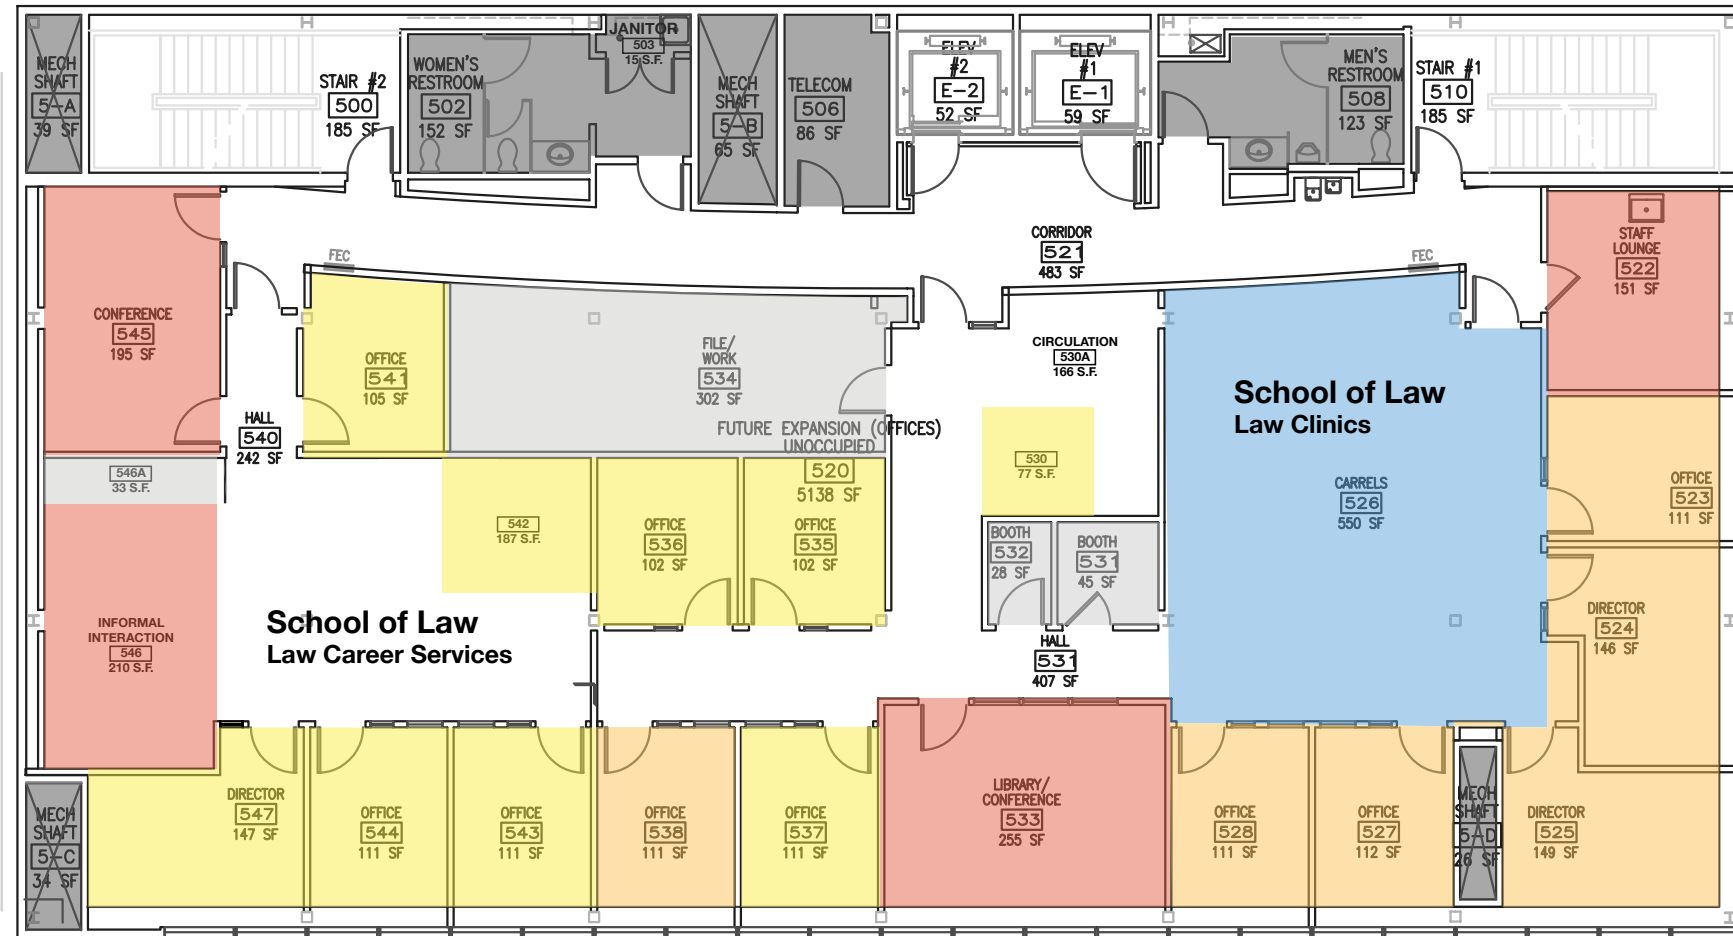 MECH
SHAFT
5-A
39 SF
STAIR #2
500
185 SF
WOMEN'S
RESTROOM
502
152 SF
JANITOR
503
15 S.F.
MECH
SHAFT
5-B
65 SF
TELECOM
506
86 SF
ELEV
#2
E-2
52 SF
ELEV
#1
E-1
59 SF
MEN'S
RESTROOM
508
123 SF
STAIR #1
510
185 SF
CONFERENCE
545
195 SF
FEC
CORRIDOR
521
483 SF
FEC
STAFF
LOUNGE
522
151 SF
HALL
540
242 SF
OFFICE
541
105 SF
FILE/
WORK
534
302 SF
FUTURE EXPANSION (OFFICES)
UNOCCUPIED
520
5138 SF
CIRCULATION
530A
166 S.F.
530
77 S.F.
School of Law
Law Clinics
CARRELS
526
550 SF
OFFICE
523
111 SF
546A
33 S.F.
542
187 S.F.
OFFICE
536
102 SF
OFFICE
535
102 SF
BOOTH
532
28 SF
BOOTH
531
45 SF
DIRECTOR
524
146 SF
INFORMAL
INTERACTION
546
210 S.F.
School of Law
Law Career Services
HALL
531
407 SF
MECH
SHAFT
5-C
34 SF
DIRECTOR
547
147 SF
OFFICE
544
111 SF
OFFICE
543
111 SF
OFFICE
538
111 SF
OFFICE
537
111 SF
LIBRARY/
CONFERENCE
533
255 SF
OFFICE
528
111 SF
OFFICE
527
112 SF
MECH
SHAFT
5-D
26 SF
DIRECTOR
525
149 SF